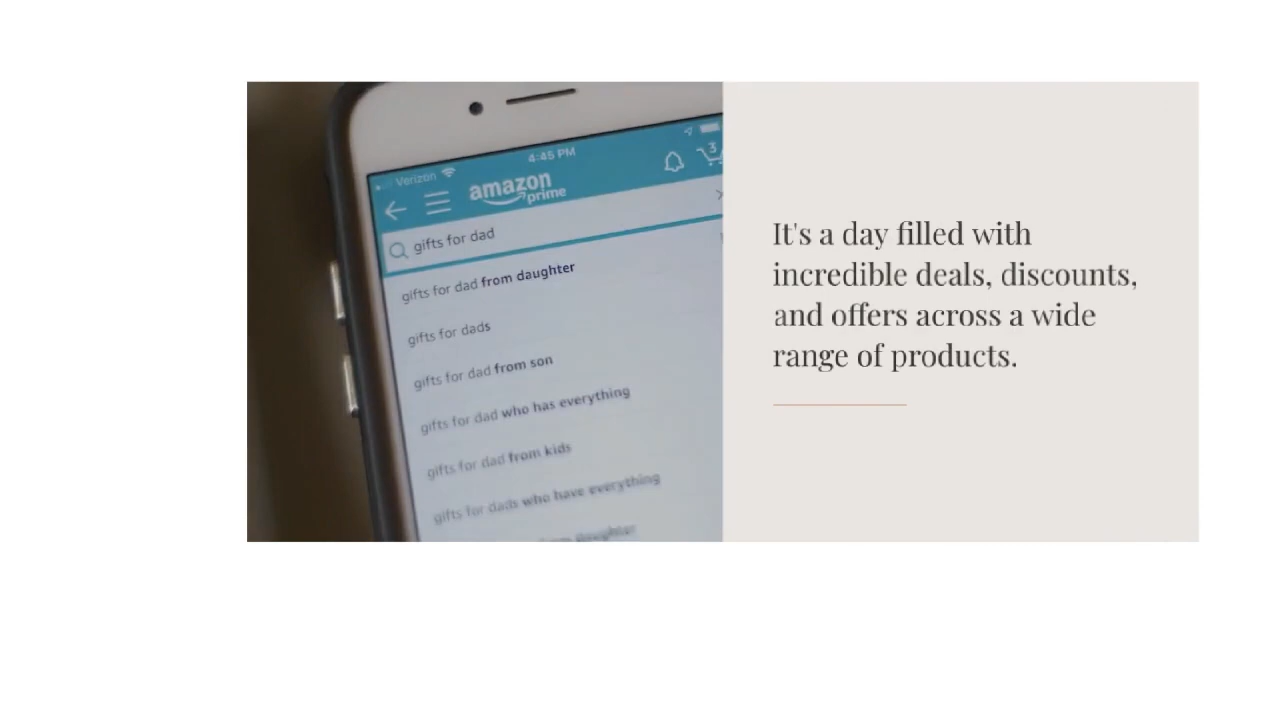 Verizon
4:45 PM
3
amazon
prime
gifts for dad
gifts for dad from daughter
gifts for dads
gifts for dad from son
gifts for dad who has everything
gifts for dad from kids
gifts for dads who have everything
daughter
It's a day filled with
incredible deals, discounts,
and offers across a wide
range of products.